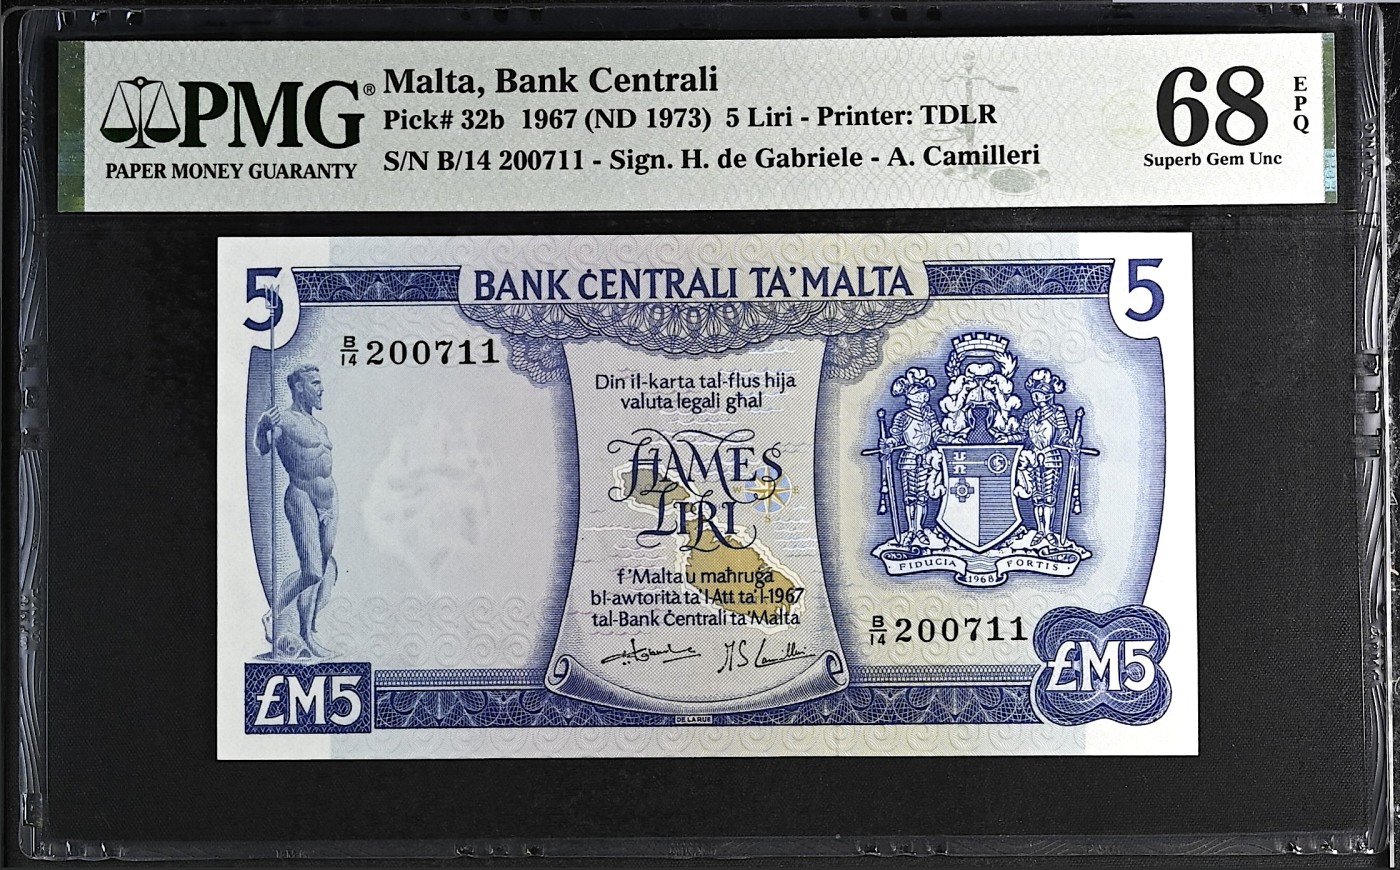 PMG®
PAPER MONEY GUARANTY
Malta, Bank Centrali
Pick# 32b 1967 (ND 1973) 5 Liri - Printer: TDLR
S/N B/14 200711 - Sign. H. de Gabriele - A. Camilleri
68
EPQ
Superb Gem Unc
5
BANK ĊENTRALI TA' MALTA
5
B/14 200711
Din il-karta tal-flus hija
valuta legali għal
ĦAMES
LIRI
W E
S
f'Malta u maħruġa
bl-awtorità ta' l-Att ta' l-1967
tal-Bank Ċentrali ta' Malta
FIDUCIA FORTIS
1968
B/14 200711
£M5
£M5
DE LA RUE